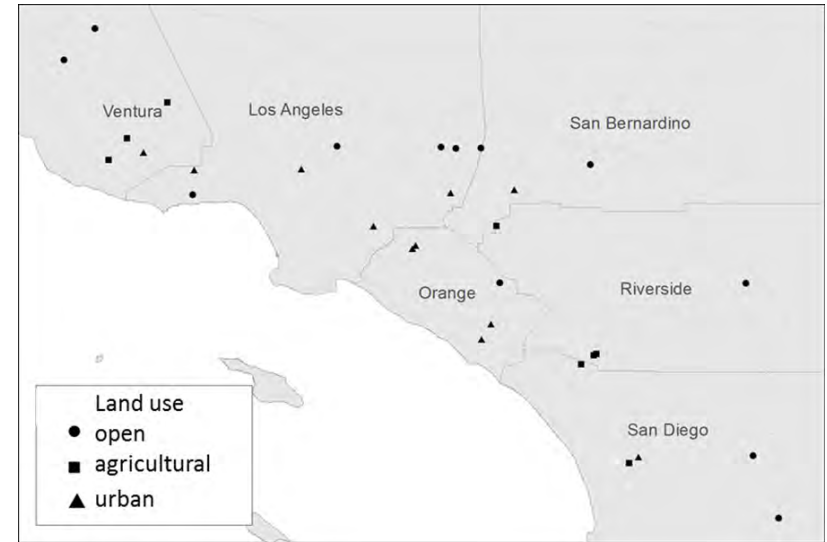 Ventura
Los Angeles
San Bernardino
Orange
Riverside
San Diego
Land use
open
agricultural
urban